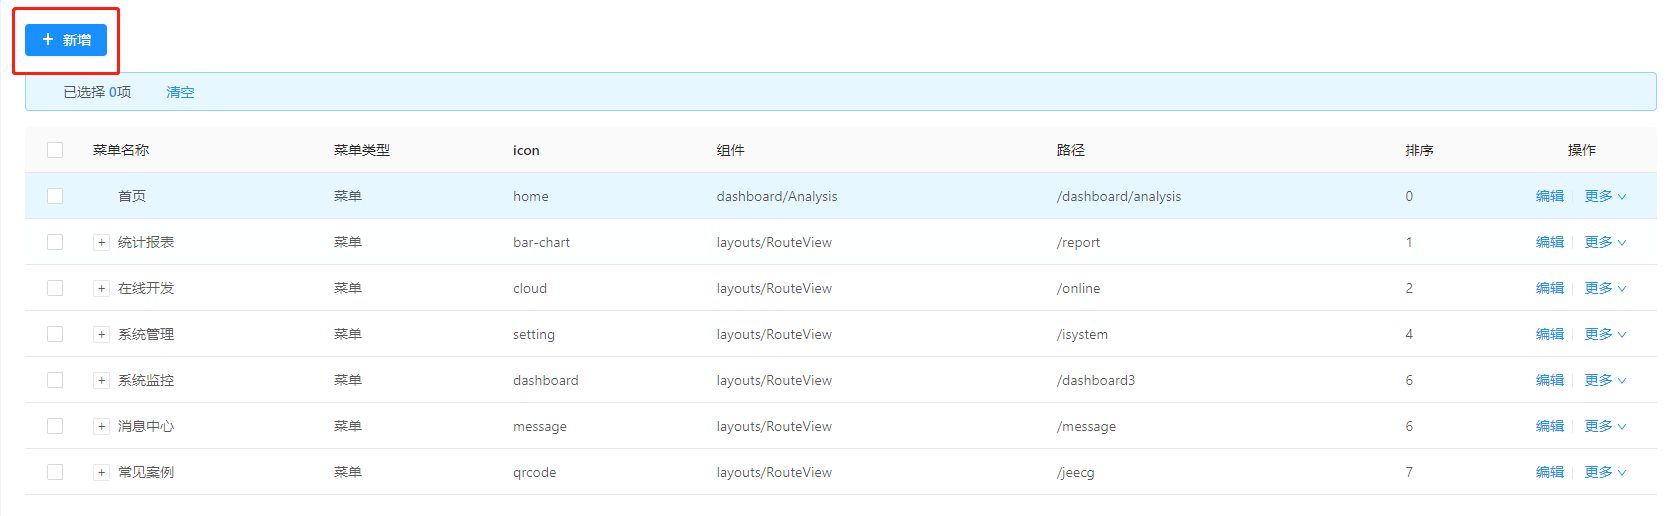 + 新增
已选择 0项 清空
菜单名称 菜单类型 icon 组件 路径 排序 操作
首页 菜单 home dashboard/Analysis /dashboard/analysis 0 编辑 更多
+ 统计报表 菜单 bar-chart layouts/RouteView /report 1 编辑 更多
+ 在线开发 菜单 cloud layouts/RouteView /online 2 编辑 更多
+ 系统管理 菜单 setting layouts/RouteView /isystem 4 编辑 更多
+ 系统监控 菜单 dashboard layouts/RouteView /dashboard3 6 编辑 更多
+ 消息中心 菜单 message layouts/RouteView /message 6 编辑 更多
+ 常见案例 菜单 qrcode layouts/RouteView /jeecg 7 编辑 更多